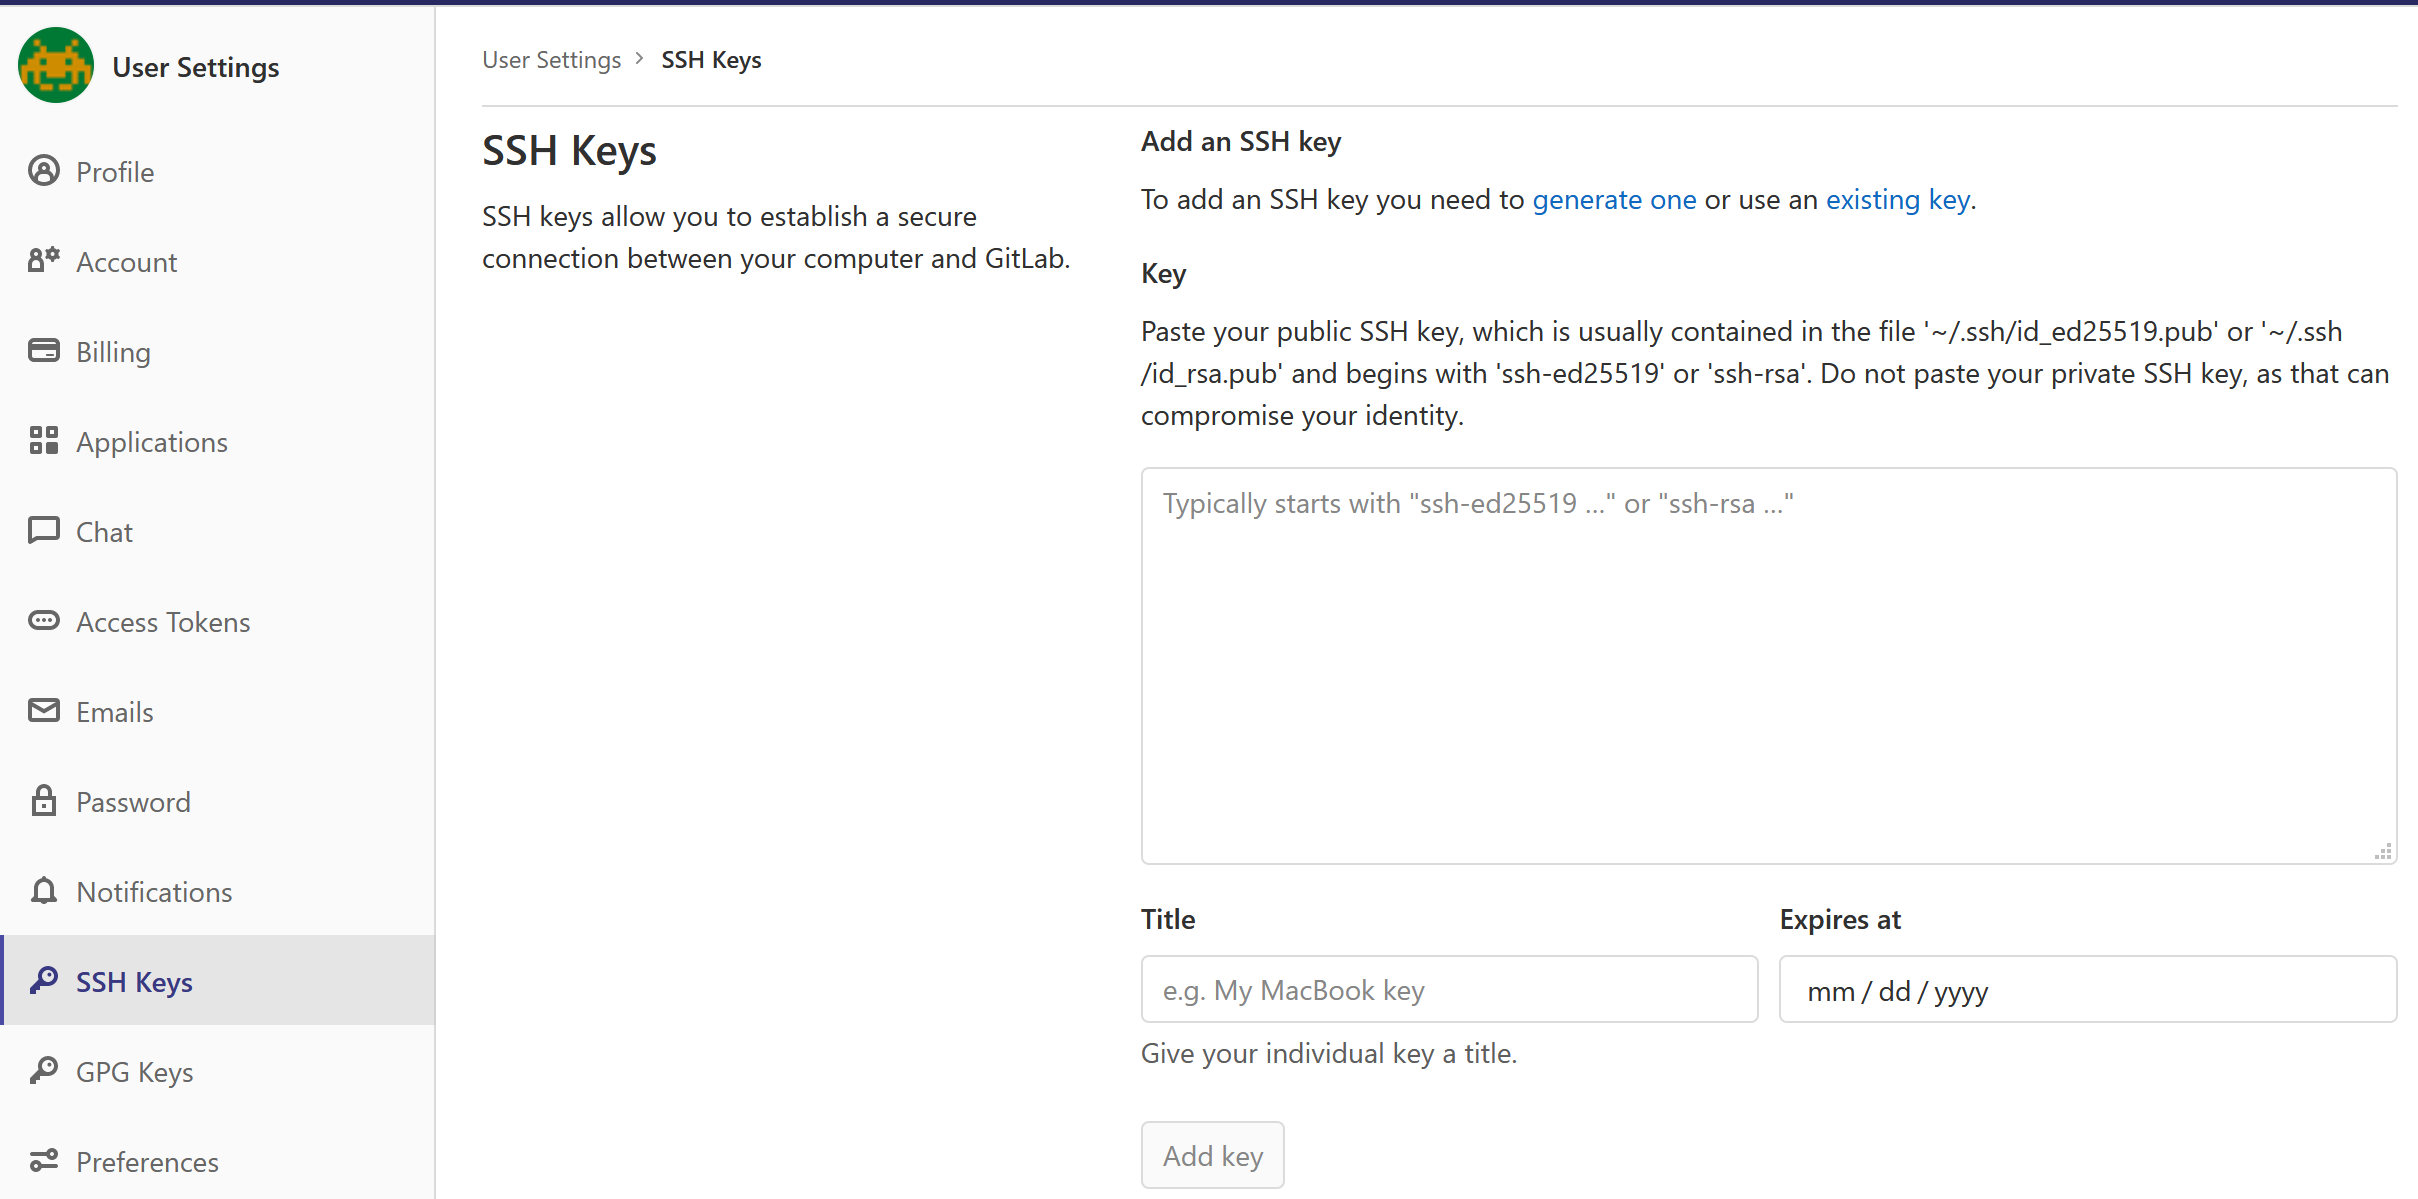 User Settings
Profile
Account
Billing
Applications
Chat
Access Tokens
Emails
Password
Notifications
SSH Keys
GPG Keys
Preferences
User Settings > SSH Keys
SSH Keys
SSH keys allow you to establish a secure
connection between your computer and GitLab.
Add an SSH key
To add an SSH key you need to generate one or use an existing key.
Key
Paste your public SSH key, which is usually contained in the file '~/.ssh/id_ed25519.pub' or '~/.ssh
/id_rsa.pub' and begins with 'ssh-ed25519' or 'ssh-rsa'. Do not paste your private SSH key, as that can
compromise your identity.
Typically starts with "ssh-ed25519 …" or "ssh-rsa …"
Title
Expires at
e.g. My MacBook key
mm / dd / yyyy
Give your individual key a title.
Add key